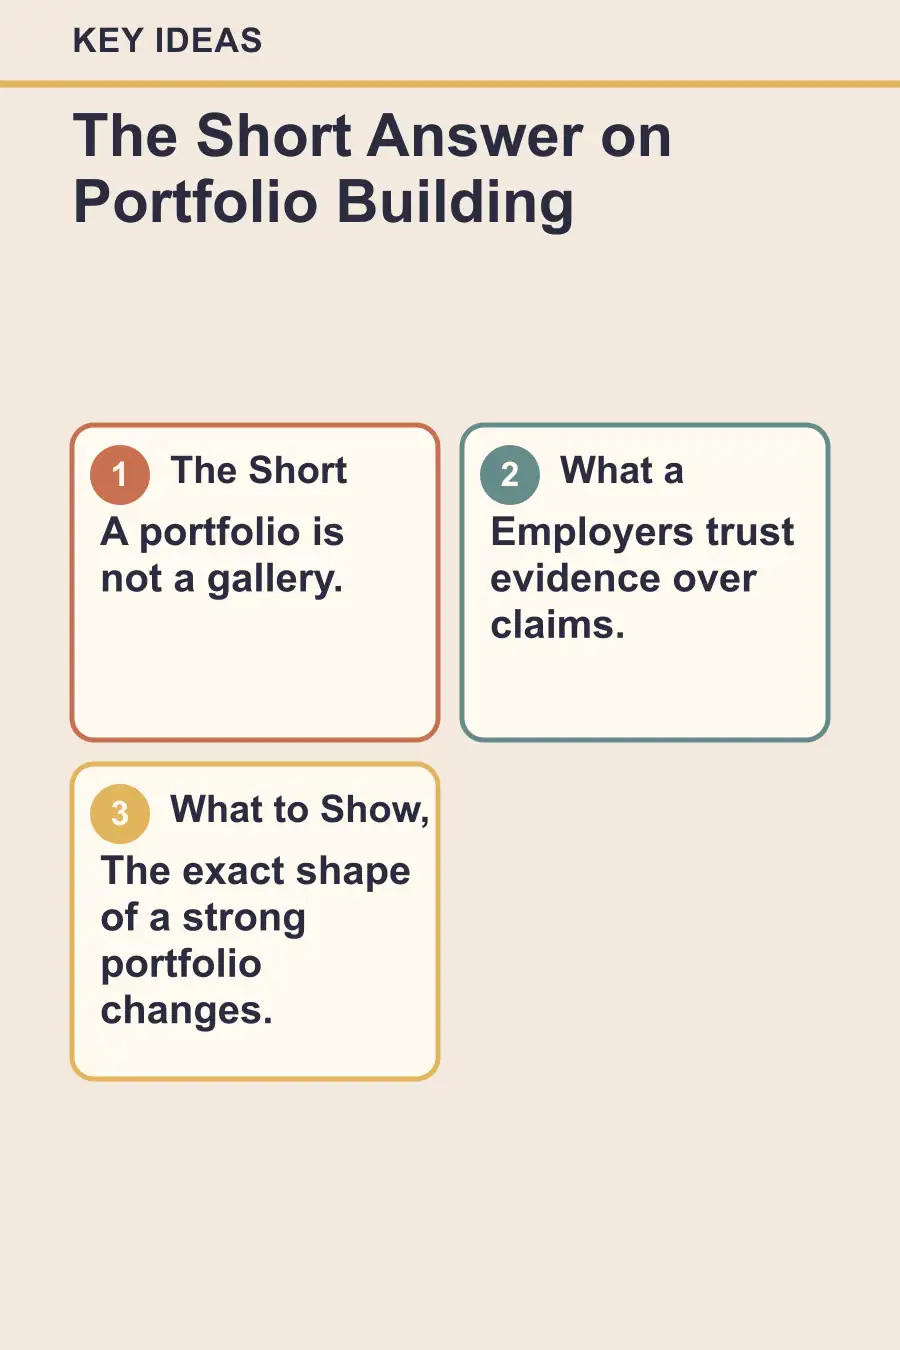 KEY IDEAS
The Short Answer on
Portfolio Building
1 The Short
A portfolio is
not a gallery.
2 What a
Employers trust
evidence over
claims.
3 What to Show,
The exact shape
of a strong
portfolio
changes.